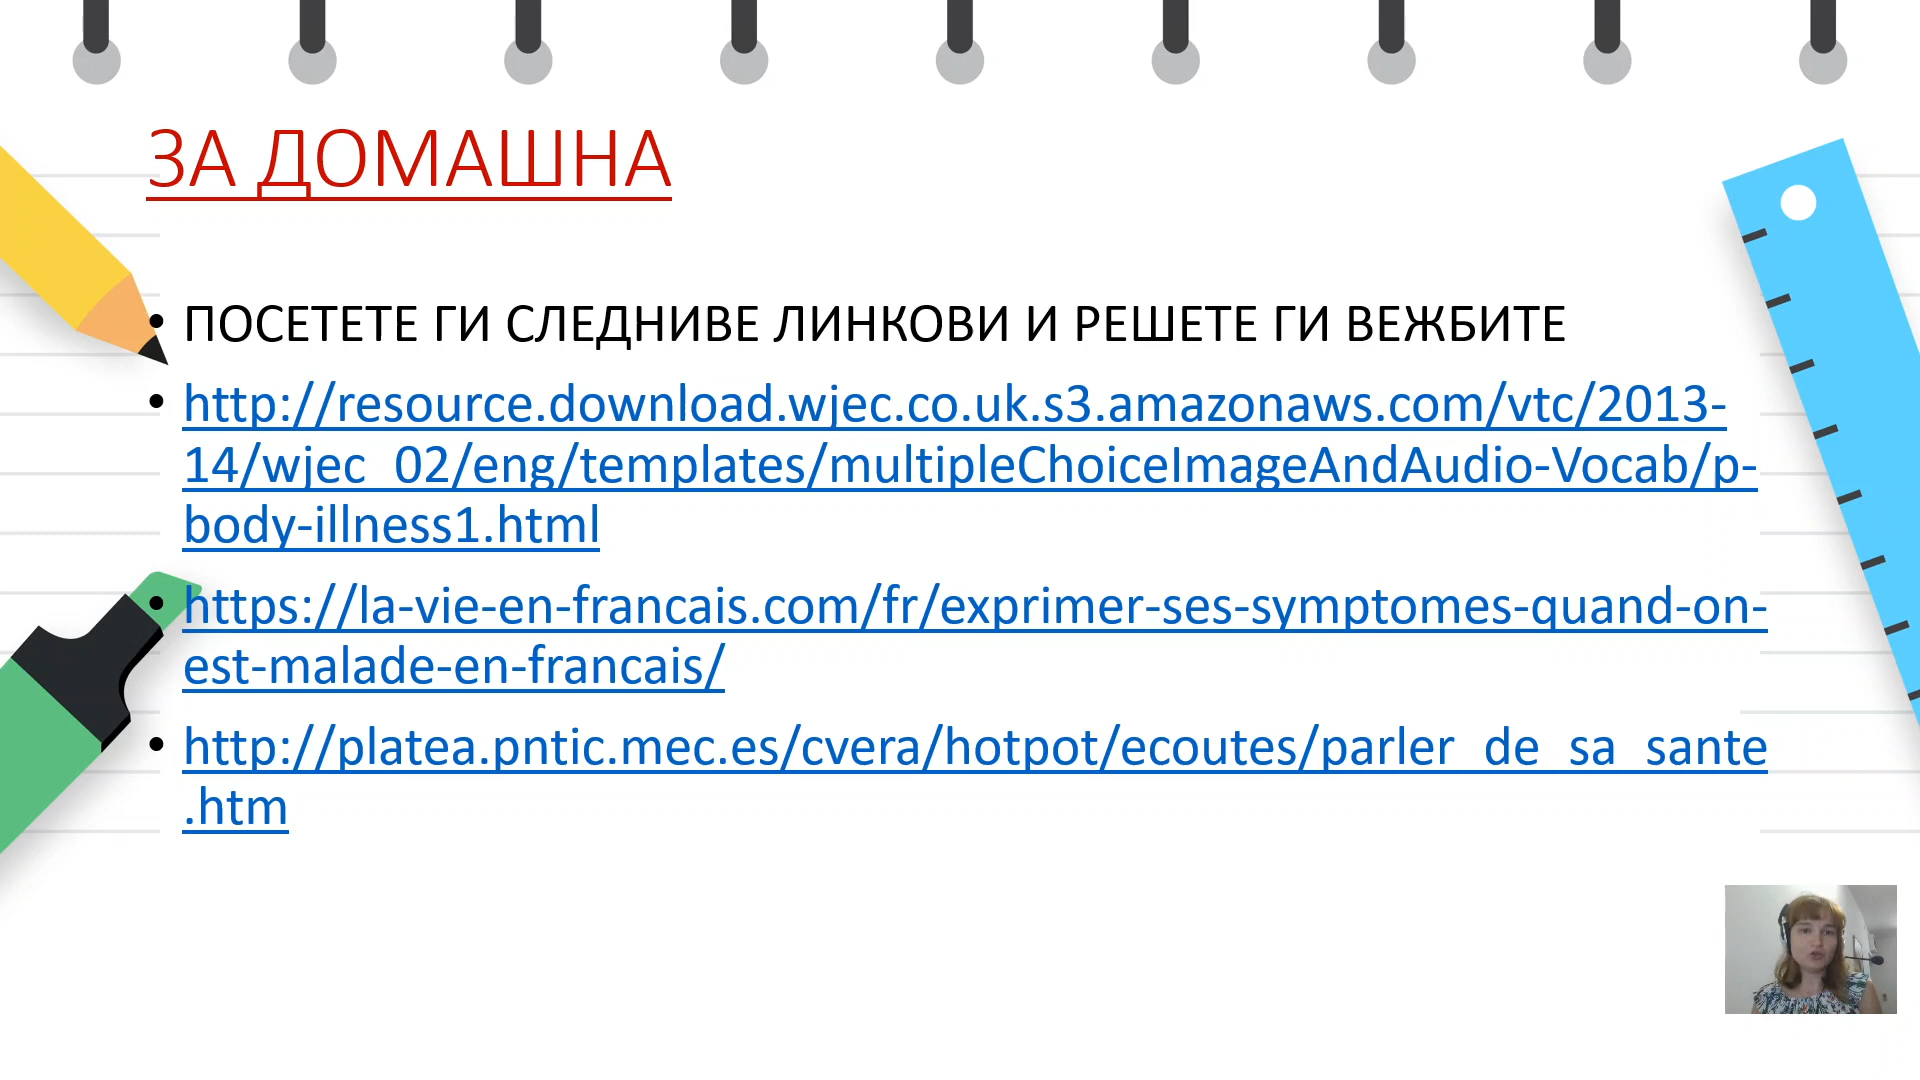 ЗА ДОМАШНА
• ПОСЕТЕТЕ ГИ СЛЕДНИВЕ ЛИНКОВИ И РЕШЕТЕ ГИ ВЕЖБИТЕ
• http://resource.download.wjec.co.uk.s3.amazonaws.com/vtc/2013-
14/wjec_02/eng/templates/multipleChoiceImageAndAudio-Vocab/p-
body-illness1.html
• https://la-vie-en-francais.com/fr/exprimer-ses-symptomes-quand-on-
est-malade-en-francais/
• http://platea.pntic.mec.es/cvera/hotpot/ecoutes/parler_de_sa_sante
.htm